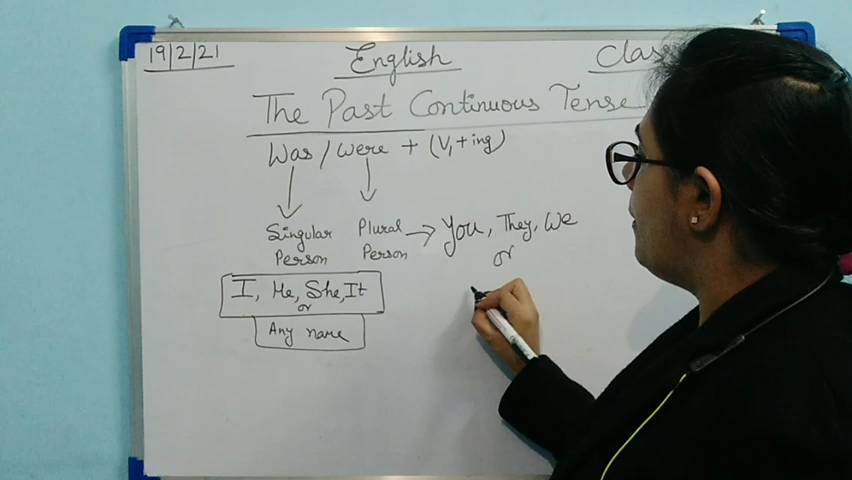 19/2/21 English Class
The Past Continuous Tense
Was / were + (V₁ + ing)
Singular Person
Plural Person → You, They, We
or
I, He, She, It
or
Any name